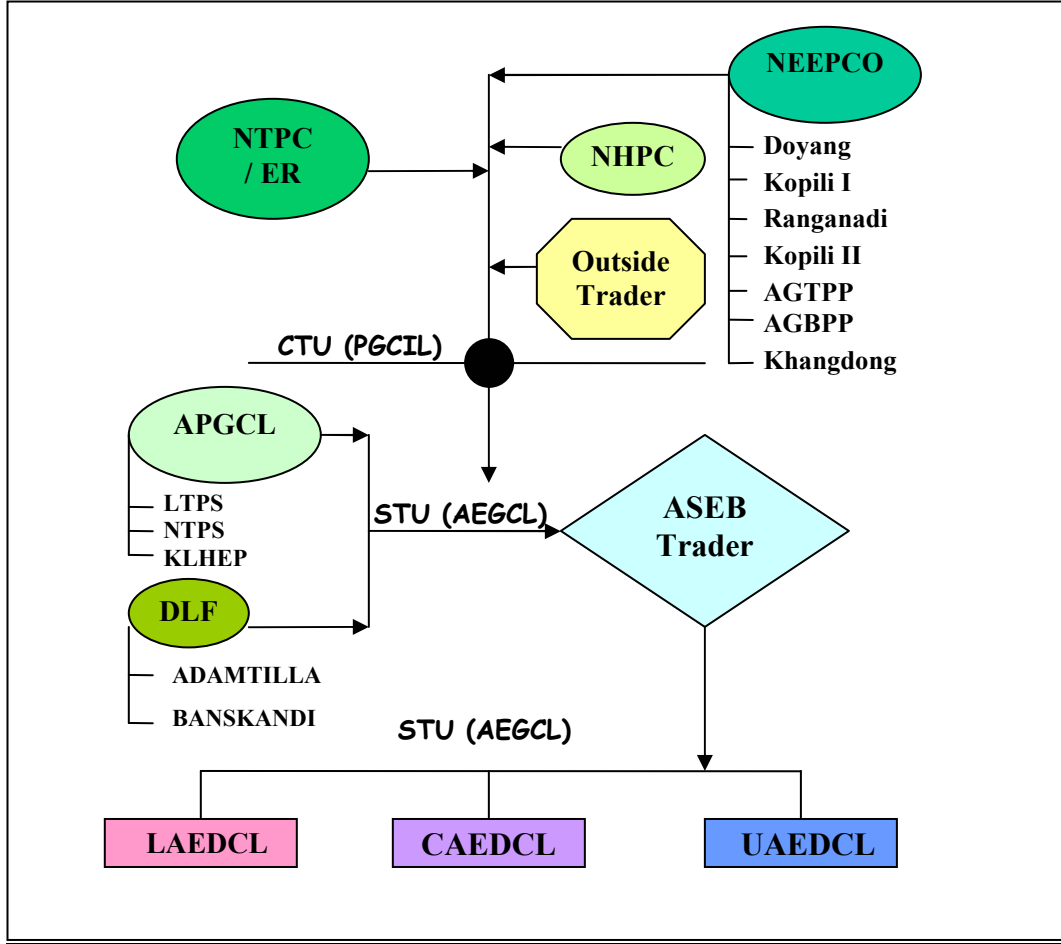 NEEPCO
NTPC
/ ER
NHPC
Doyang
Kopili I
Ranganadi
Kopili II
AGTPP
AGBPP
Khangdong
Outside
Trader
CTU (PGCIL)
APGCL
LTPS
NTPS
KLHEP
STU (AEGCL)
ASEB
Trader
DLF
ADAMTILLA
BANSKANDI
STU (AEGCL)
LAEDCL
CAEDCL
UAEDCL